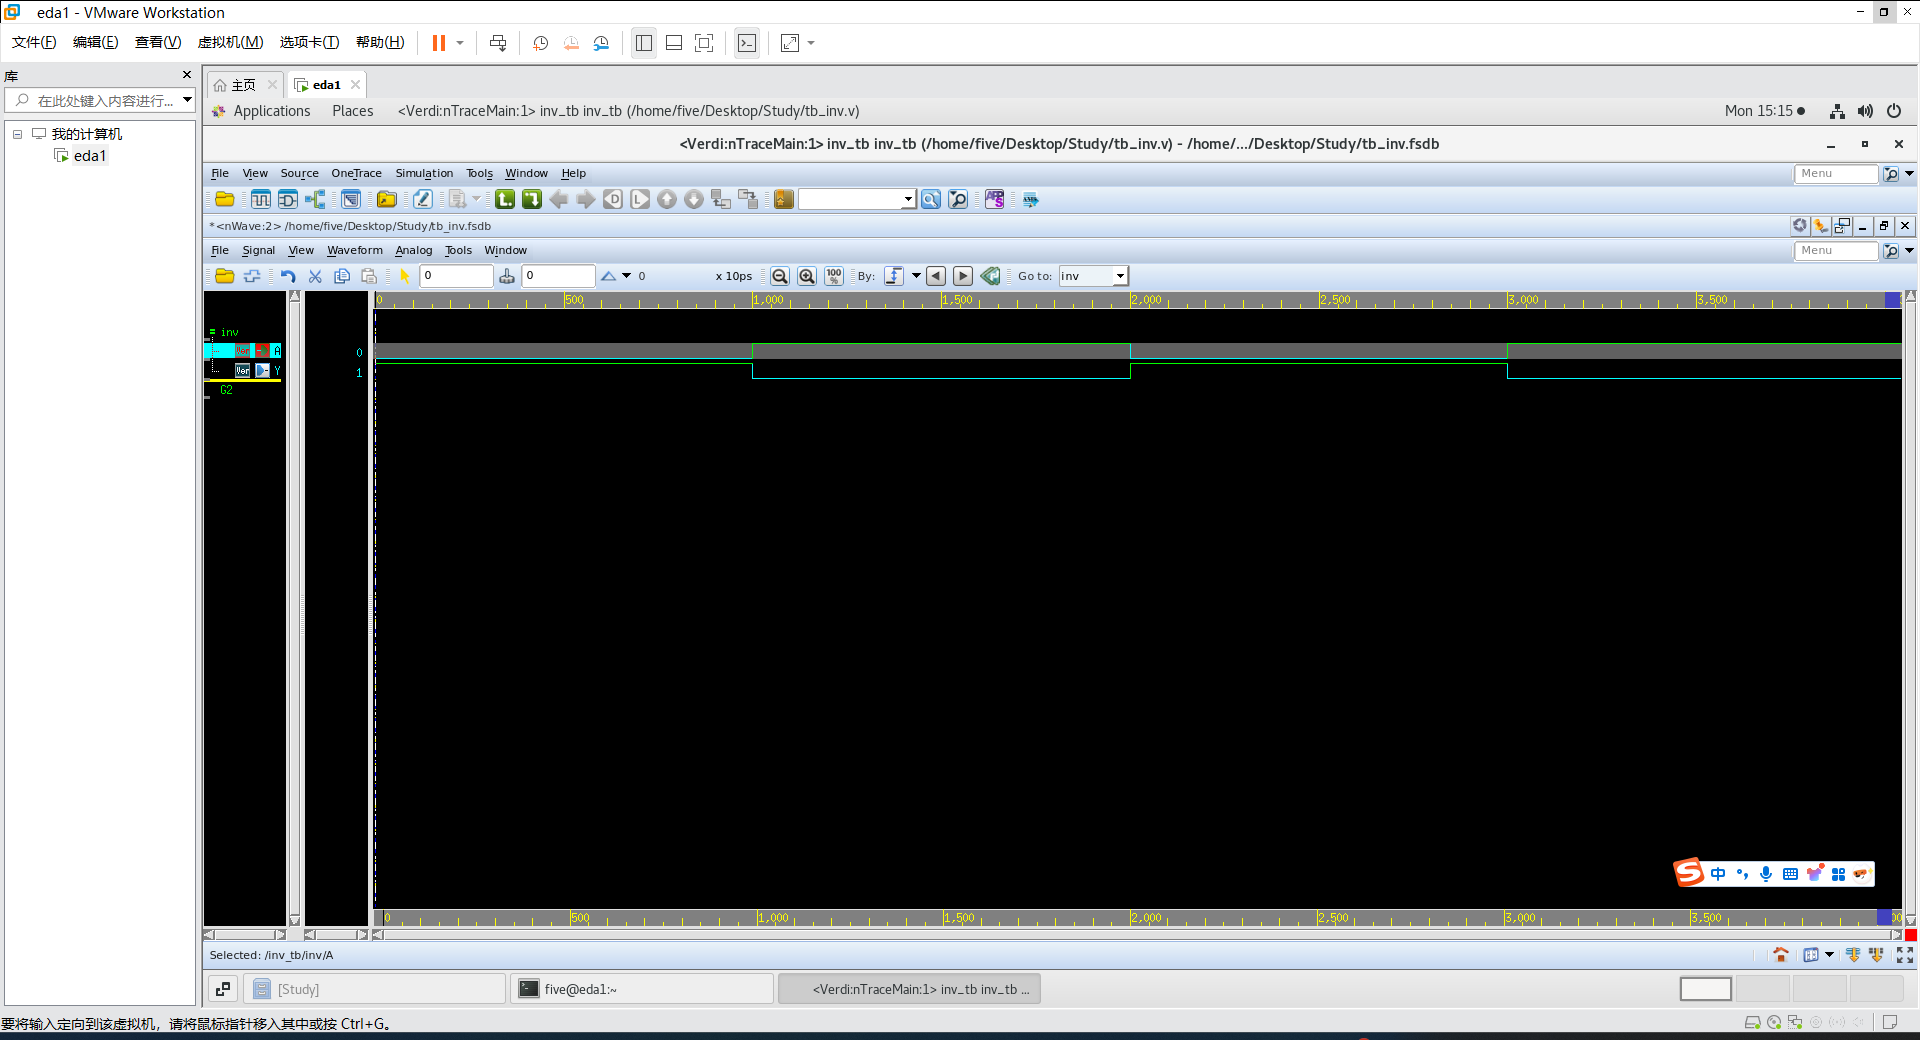 eda1 - VMware Workstation
文件(F) 编辑(E) 查看(V) 虚拟机(M) 选项卡(T) 帮助(H)
库
在此处键入内容进行...
我的计算机
eda1
主页 eda1
Applications Places <Verdi:nTraceMain:1> inv_tb inv_tb (/home/five/Desktop/Study/tb_inv.v) Mon 15:15
<Verdi:nTraceMain:1> inv_tb inv_tb (/home/five/Desktop/Study/tb_inv.v) - /home/.../Desktop/Study/tb_inv.fsdb
File View Source OneTrace Simulation Tools Window Help Menu
*<nWave:2> /home/five/Desktop/Study/tb_inv.fsdb
File Signal View Waveform Analog Tools Window Menu
0 0 0 x 10ps 100% By: Go to: inv
0 500 1,000 1,500 2,000 2,500 3,000 3,500
inv
Var A 0
Var Y 1
G2
中
0 500 1,000 1,500 2,000 2,500 3,000 3,500
Selected: /inv_tb/inv/A
[Study] five@eda1:~ <Verdi:nTraceMain:1> inv_tb inv_tb ...
要将输入定向到该虚拟机，请将鼠标指针移入其中或按 Ctrl+G。